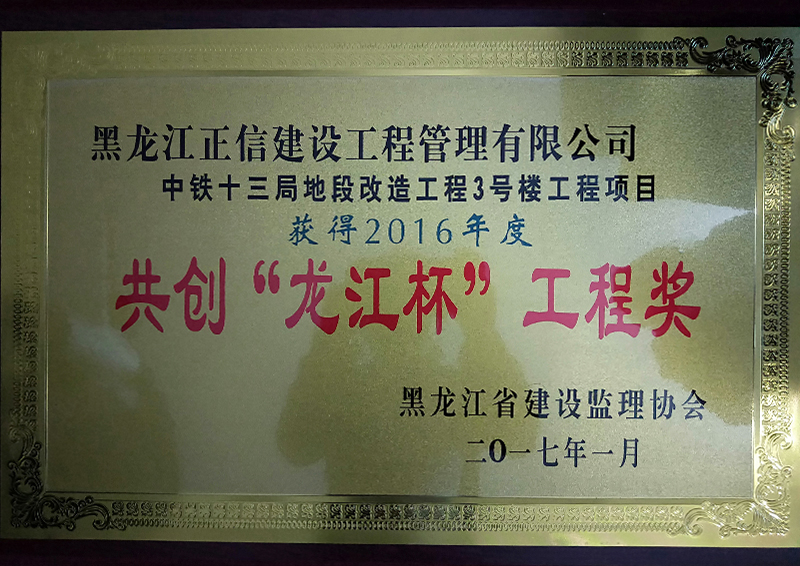 黑龙江正信建设工程管理有限公司
中铁十三局地段改造工程3号楼工程项目
获得2016年度
共创“龙江杯”工程奖
黑龙江省建设监理协会
二〇一七年一月